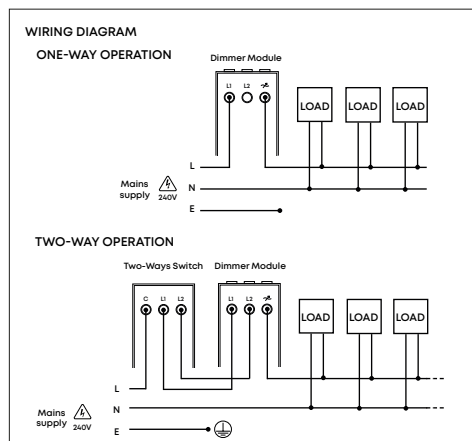 WIRING DIAGRAM
ONE-WAY OPERATION
Dimmer Module
L1 L2
LOAD LOAD LOAD
L
Mains supply 240V
N
E
TWO-WAY OPERATION
Two-Ways Switch Dimmer Module
C L1 L2 L1 L2
LOAD LOAD LOAD
L
Mains supply 240V
N
E